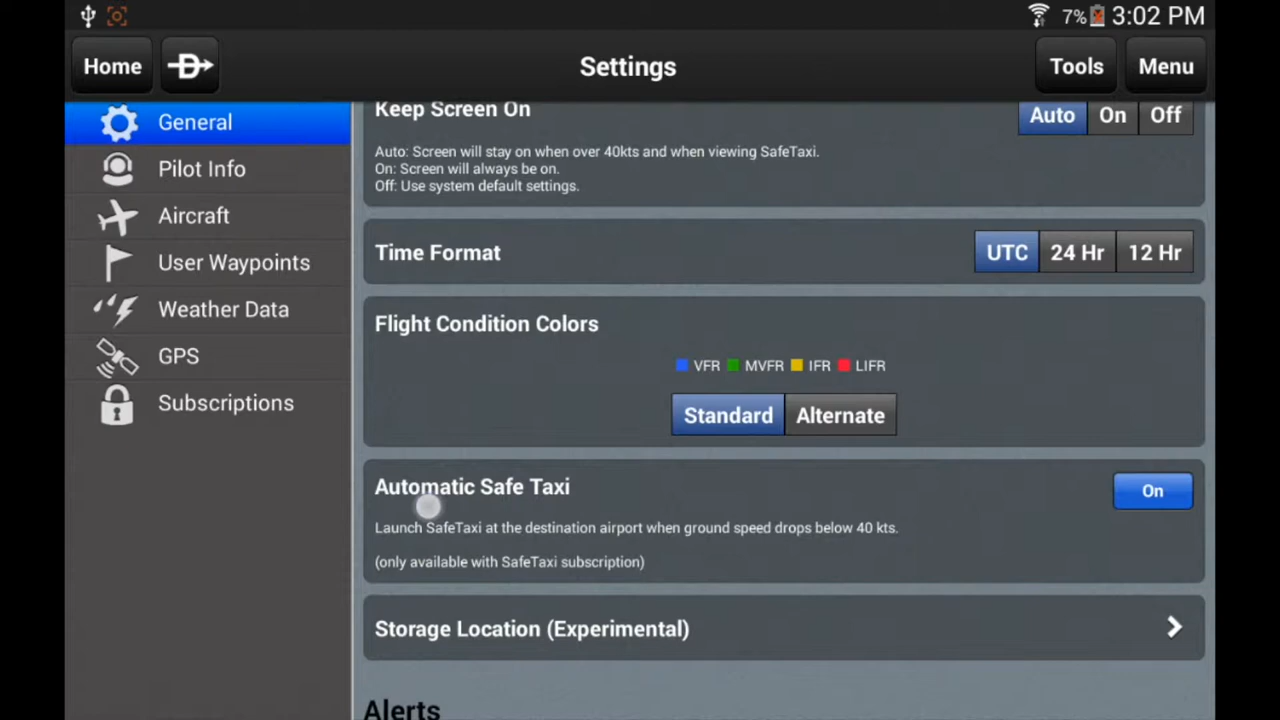 7% 3:02 PM
Home Settings Tools Menu
General
Pilot Info
Aircraft
User Waypoints
Weather Data
GPS
Subscriptions
Keep Screen On Auto On Off
Auto: Screen will stay on when over 40kts and when viewing SafeTaxi.
On: Screen will always be on.
Off: Use system default settings.
Time Format UTC 24 Hr 12 Hr
Flight Condition Colors
VFR MVFR IFR LIFR
Standard Alternate
Automatic Safe Taxi On
Launch SafeTaxi at the destination airport when ground speed drops below 40 kts.
(only available with SafeTaxi subscription)
Storage Location (Experimental)
Alerts